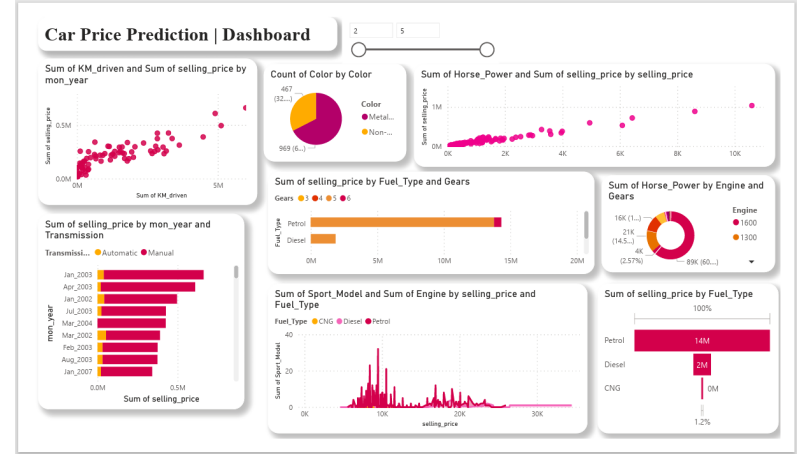 Car Price Prediction | Dashboard
2
5
Sum of KM_driven and Sum of selling_price by
mon_year
Sum of selling_price
0.5M
0.0M
0M
5M
Sum of KM_driven
Count of Color by Color
467
(32...)
969 (6...)
Color
Metal...
Non-...
Sum of Horse_Power and Sum of selling_price by selling_price
Sum of selling_price
1M
0M
0K
2K
4K
6K
8K
10K
Sum of selling_price by Fuel_Type and Gears
Gears 3 4 5 6
Fuel_Type
Petrol
Diesel
0M
5M
10M
15M
20M
Sum of Horse_Power by Engine and
Gears
16K (1...)
21K
(14.5...)
4K
(2.57%)
89K (60....)
Engine
1600
1300
Sum of selling_price by mon_year and
Transmission
Transmissi... Automatic Manual
mon_year
Jan_2003
Apr_2003
Jan_2002
Jul_2003
Mar_2004
Mar_2002
Feb_2003
Aug_2003
Jan_2007
0.0M
0.5M
Sum of selling_price
Sum of Sport_Model and Sum of Engine by selling_price and
Fuel_Type
Fuel_Type CNG Diesel Petrol
Sum of Sport_Model
40
20
0
0K
10K
20K
30K
selling_price
Sum of selling_price by Fuel_Type
100%
Petrol
14M
Diesel
2M
CNG
0M
1.2%